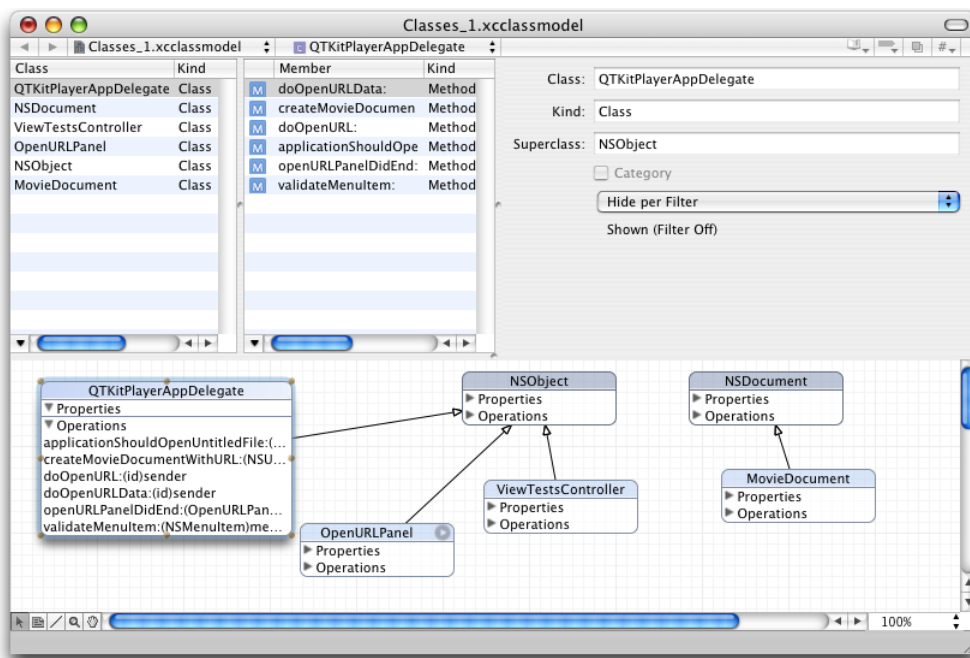 Classes_1.xcclassmodel
Classes_1.xcclassmodel
C QTKitPlayerAppDelegate
#
Class Kind
QTKitPlayerAppDelegate Class
NSDocument Class
ViewTestsController Class
OpenURLPanel Class
NSObject Class
MovieDocument Class
Member Kind
M doOpenURLData: Method
M createMovieDocumen Method
M doOpenURL: Method
M applicationShouldOpe Method
M openURLPanelDidEnd: Method
M validateMenuItem: Method
Class: QTKitPlayerAppDelegate
Kind: Class
Superclass: NSObject
Category
Hide per Filter
Shown (Filter Off)
QTKitPlayerAppDelegate
Properties
Operations
applicationShouldOpenUntitledFile:(...
createMovieDocumentWithURL:(NSU...
doOpenURL:(id)sender
doOpenURLData:(id)sender
openURLPanelDidEnd:(OpenURLPan...
validateMenuItem:(NSMenuItem)me...
NSObject
Properties
Operations
NSDocument
Properties
Operations
ViewTestsController
Properties
Operations
MovieDocument
Properties
Operations
OpenURLPanel
Properties
Operations
100%